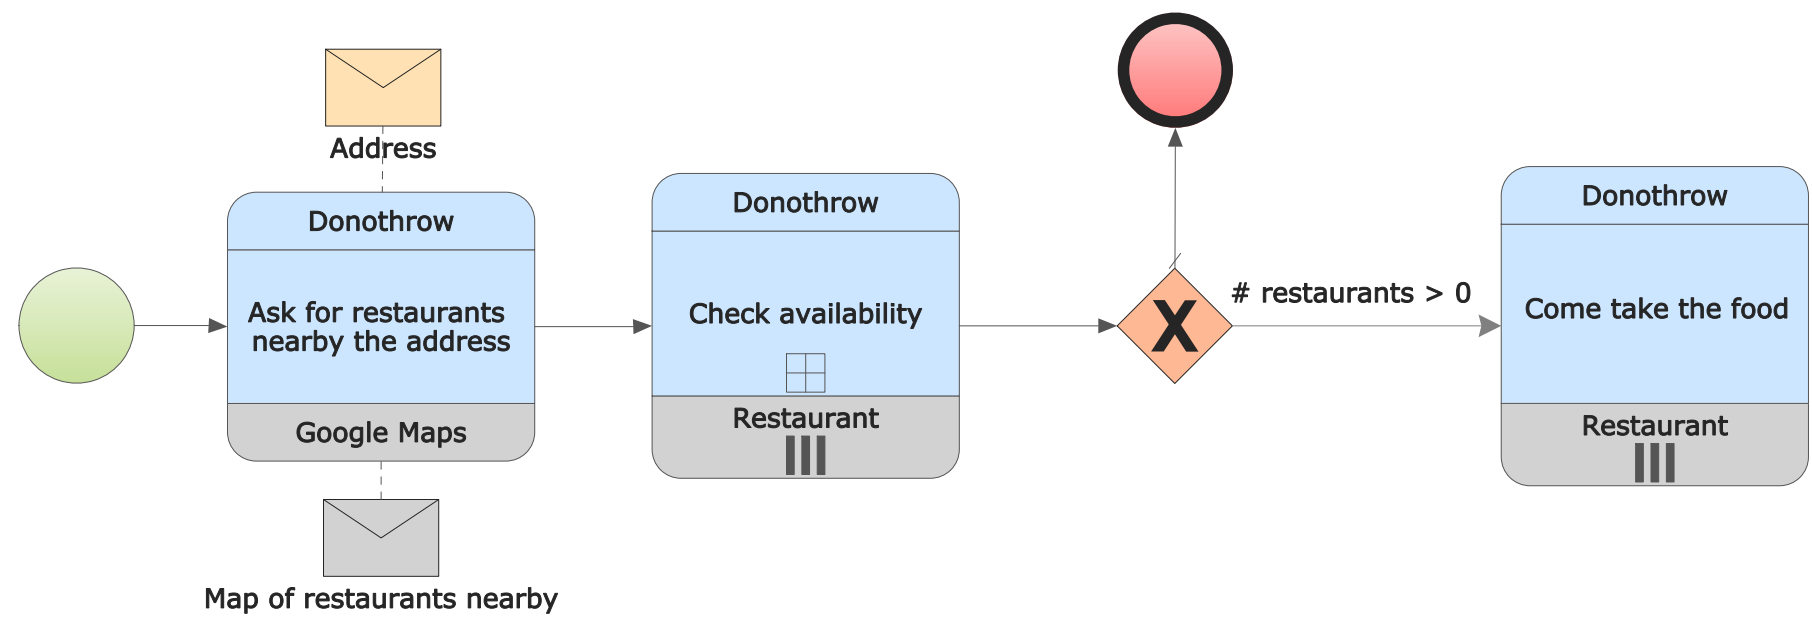 Address
Donothrow
Ask for restaurants
nearby the address
Google Maps
Map of restaurants nearby
Donothrow
Check availability
Restaurant
X
# restaurants > 0
Donothrow
Come take the food
Restaurant